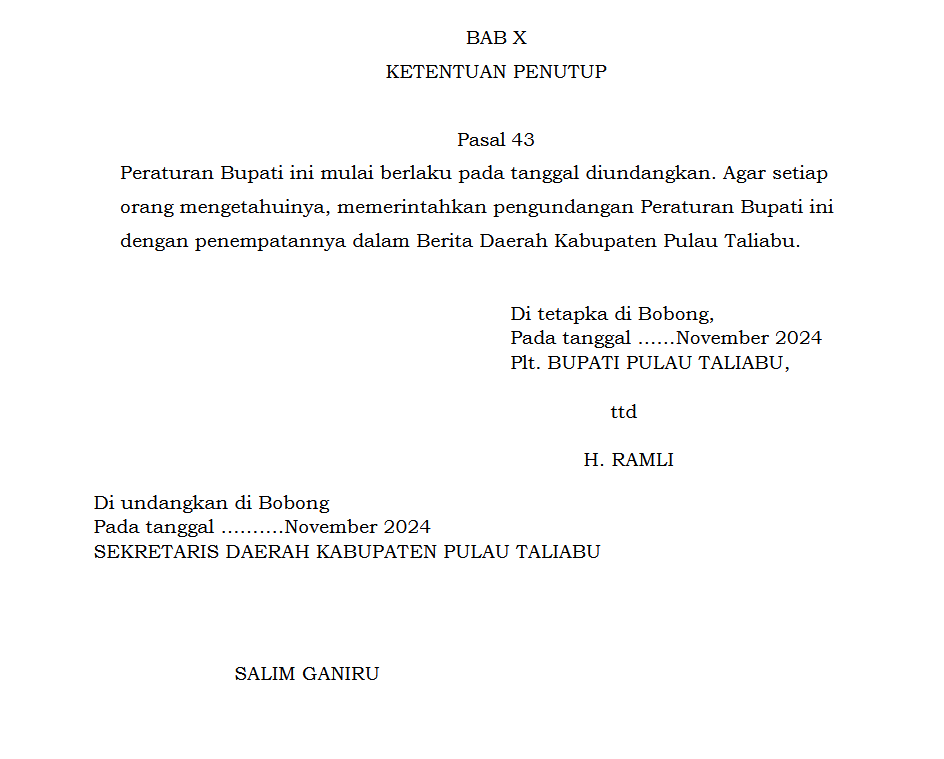 BAB X
KETENTUAN PENUTUP
Pasal 43
Peraturan Bupati ini mulai berlaku pada tanggal diundangkan. Agar setiap
orang mengetahuinya, memerintahkan pengundangan Peraturan Bupati ini
dengan penempatannya dalam Berita Daerah Kabupaten Pulau Taliabu.
Di tetapka di Bobong,
Pada tanggal ......November 2024
Plt. BUPATI PULAU TALIABU,
ttd
H. RAMLI
Di undangkan di Bobong
Pada tanggal ..........November 2024
SEKRETARIS DAERAH KABUPATEN PULAU TALIABU
SALIM GANIRU